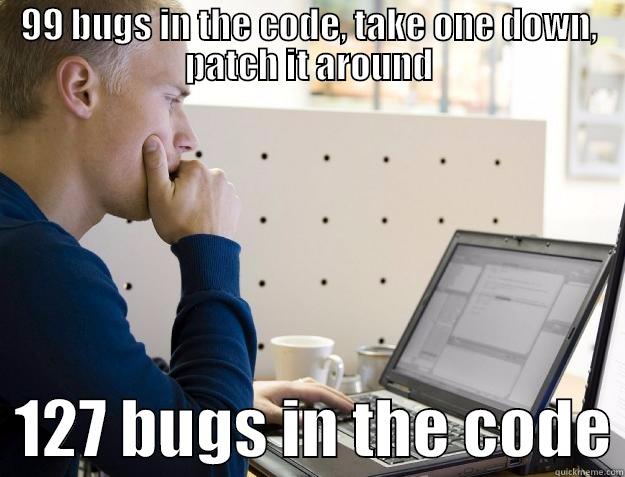 99 bugs in the code, take one down,
patch it around
127 bugs in the code
quickmeme.com